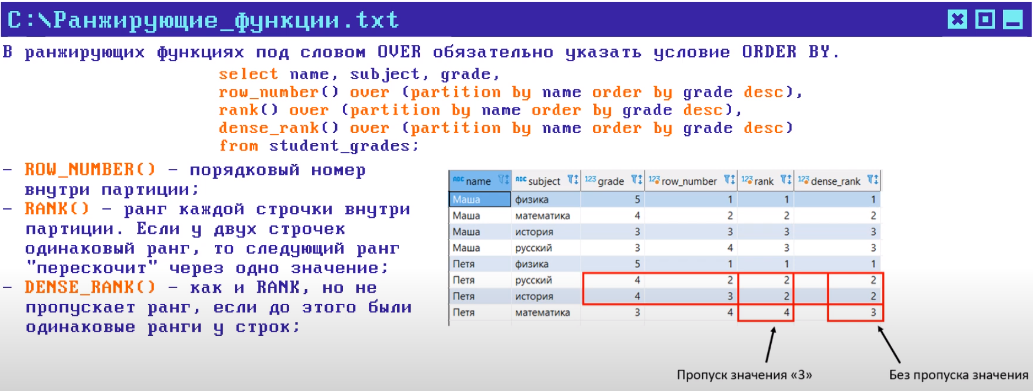 C:\Ранжирующие_функции.txt
В ранжирующих функциях под словом OVER обязательно указать условие ORDER BY.
select name, subject, grade,
row_number() over (partition by name order by grade desc),
rank() over (partition by name order by grade desc),
dense_rank() over (partition by name order by grade desc)
from student_grades;
- ROW_NUMBER() - порядковый номер
внутри партиции;
- RANK() - ранг каждой строчки внутри
партиции. Если у двух строчек
одинаковый ранг, то следующий ранг
"перескочит" через одно значение;
- DENSE_RANK() - как и RANK, но не
пропускает ранг, если до этого были
одинаковые ранги у строк;
ABC name ABC subject 123 grade 123 row_number 123 rank 123 dense_rank
Маша физика 5 1 1 1
Маша математика 4 2 2 2
Маша история 3 3 3 3
Маша русский 3 4 3 3
Петя физика 5 1 1 1
Петя русский 4 2 2 2
Петя история 4 3 2 2
Петя математика 3 4 4 3
Пропуск значения «3»
Без пропуска значения